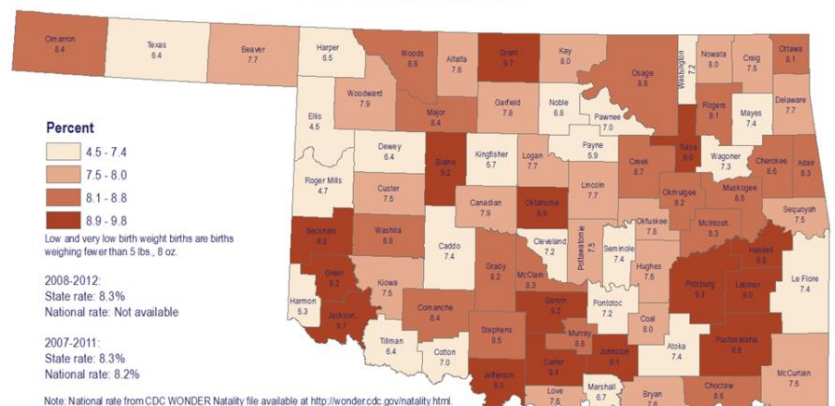 Cimarron
8.4
Texas
6.4
Beaver
7.7
Harper
6.5
Woods
8.8
Alfalfa
7.6
Grant
9.7
Kay
8.0
Osage
8.8
Washington
7.2
Nowata
8.0
Craig
7.5
Ottawa
8.1
Ellis
4.5
Woodward
7.9
Major
8.4
Garfield
7.8
Noble
6.8
Pawnee
7.0
Rogers
8.1
Mayes
7.4
Delaware
7.7
Percent
4.5 - 7.4
7.5 - 8.0
8.1 - 8.8
8.9 - 9.8
Roger Mills
4.7
Dewey
6.4
Custer
7.5
Blaine
9.2
Kingfisher
Logan
7.7
Payne
5.9
Creek
8.7
Tulsa
9.0
Wagoner
7.3
Cherokee
8.6
Adair
8.3
Canadian
7.9
Oklahoma
Lincoln
7.7
Okmulgee
8.2
Muskogee
8.5
Sequoyah
7.5
Beckham
Washita
Caddo
7.4
Cleveland
7.2
Pottawatomie
7.5
Seminole
7.4
Okfuskee
7.8
McIntosh
8.3
Haskell
Low and very low birth weight births are births
weighing fewer than 5 lbs., 8 oz.
2008-2012:
State rate: 8.3%
National rate: Not available
Greer
9.2
Kiowa
7.5
Grady
8.2
McClain
8.3
Hughes
7.5
Pittsburg
9.3
Latimer
9.0
Le Flore
7.4
Harmon
5.3
Jackson
9.7
Comanche
8.4
Garvin
9.2
Pontotoc
7.2
Coal
8.0
Tillman
6.4
Cotton
7.0
Stephens
8.5
Murray
8.8
Johnston
9.1
Atoka
7.4
Pushmataha
2007-2011:
State rate: 8.3%
National rate: 8.2%
Jefferson
Carter
9.4
Love
7.6
Marshall
6.7
Bryan
7.6
Choctaw
8.6
McCurtain
7.6
Note: National rate from CDC WONDER Natality file available at http://wonder.cdc.gov/natality.html.